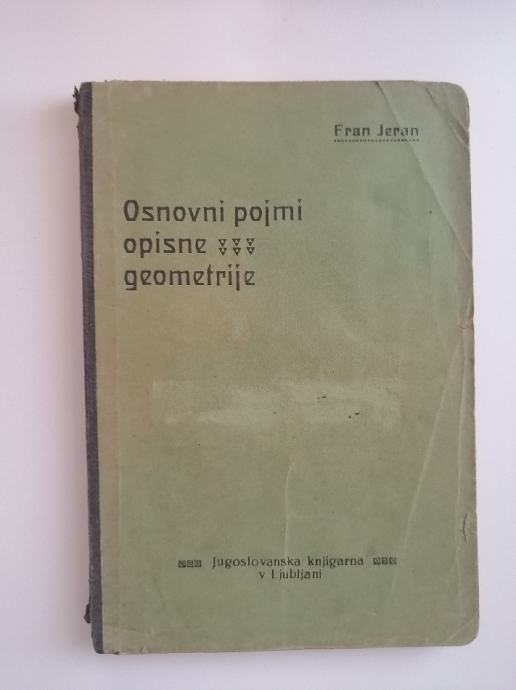 Fran Jeran
Osnovni pojmi
opisne
geometrije
Jugoslovanska knjigarna
v Ljubljani